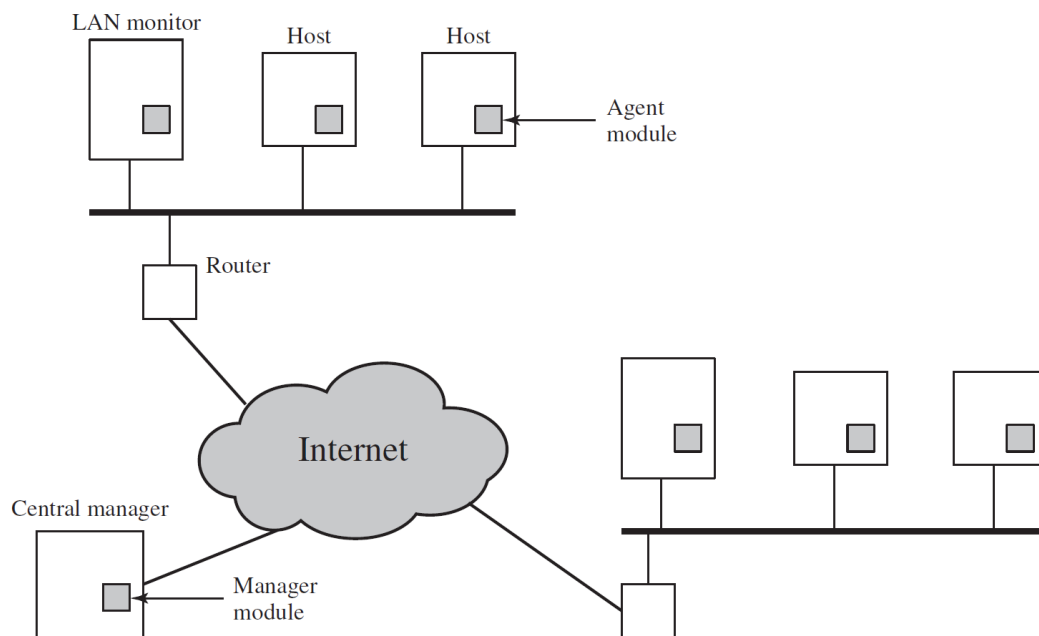 LAN monitor
Host
Host
Agent
module
Router
Internet
Central manager
Manager
module